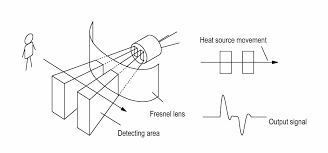 Heat source movement
Fresnel lens
Output signal
Detecting area